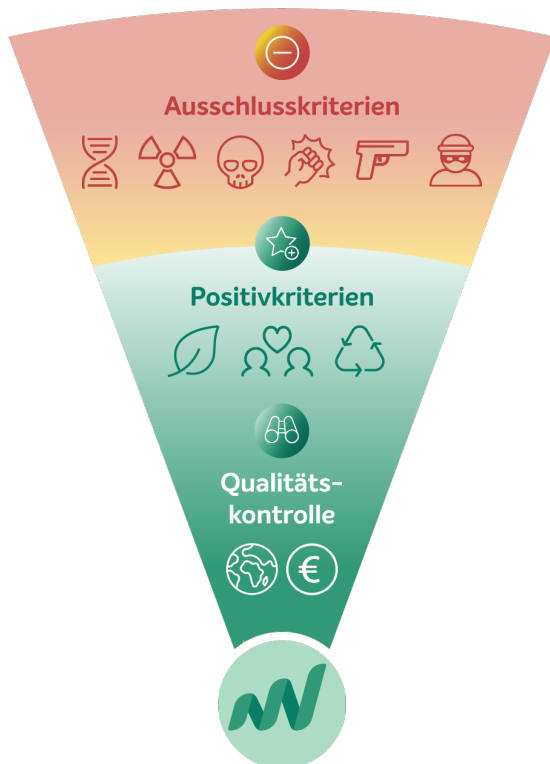 Ausschlusskriterien
Positivkriterien
Qualitäts-
kontrolle
€